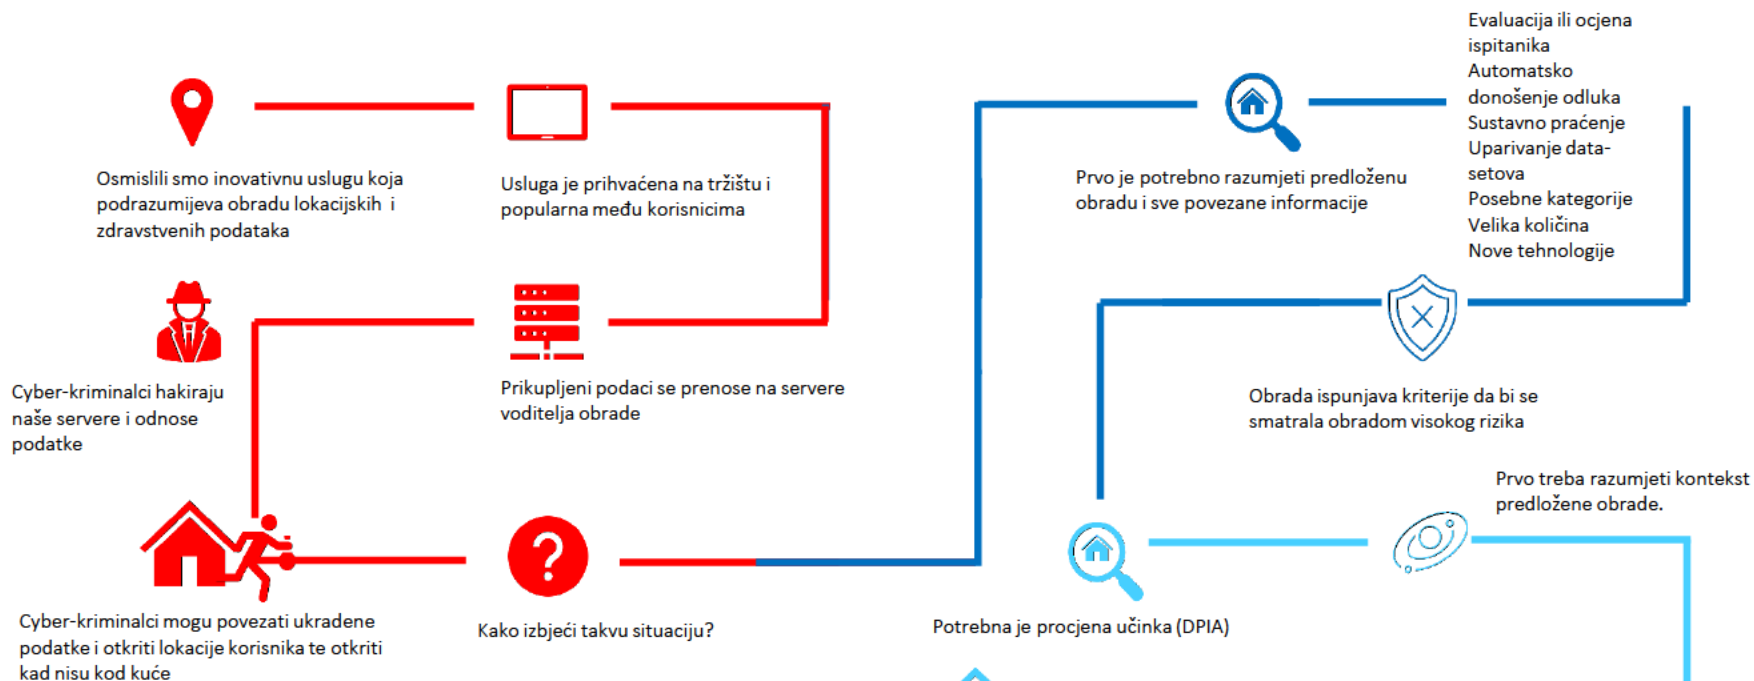 Osmislili smo inovativnu uslugu koja
podrazumijeva obradu lokacijskih i
zdravstvenih podataka
Usluga je prihvaćena na tržištu i
popularna među korisnicima
Prikupljeni podaci se prenose na servere
voditelja obrade
Cyber-kriminalci hakiraju
naše servere i odnose
podatke
Cyber-kriminalci mogu povezati ukradene
podatke i otkriti lokacije korisnika te otkriti
kad nisu kod kuće
Kako izbjeći takvu situaciju?
Prvo je potrebno razumjeti predloženu
obradu i sve povezane informacije
Evaluacija ili ocjena
ispitanika
Automatsko
donošenje odluka
Sustavno praćenje
Uparivanje data-
setova
Posebne kategorije
Velika količina
Nove tehnologije
Obrada ispunjava kriterije da bi se
smatrala obradom visokog rizika
Potrebna je procjena učinka (DPIA)
Prvo treba razumjeti kontekst
predložene obrade.